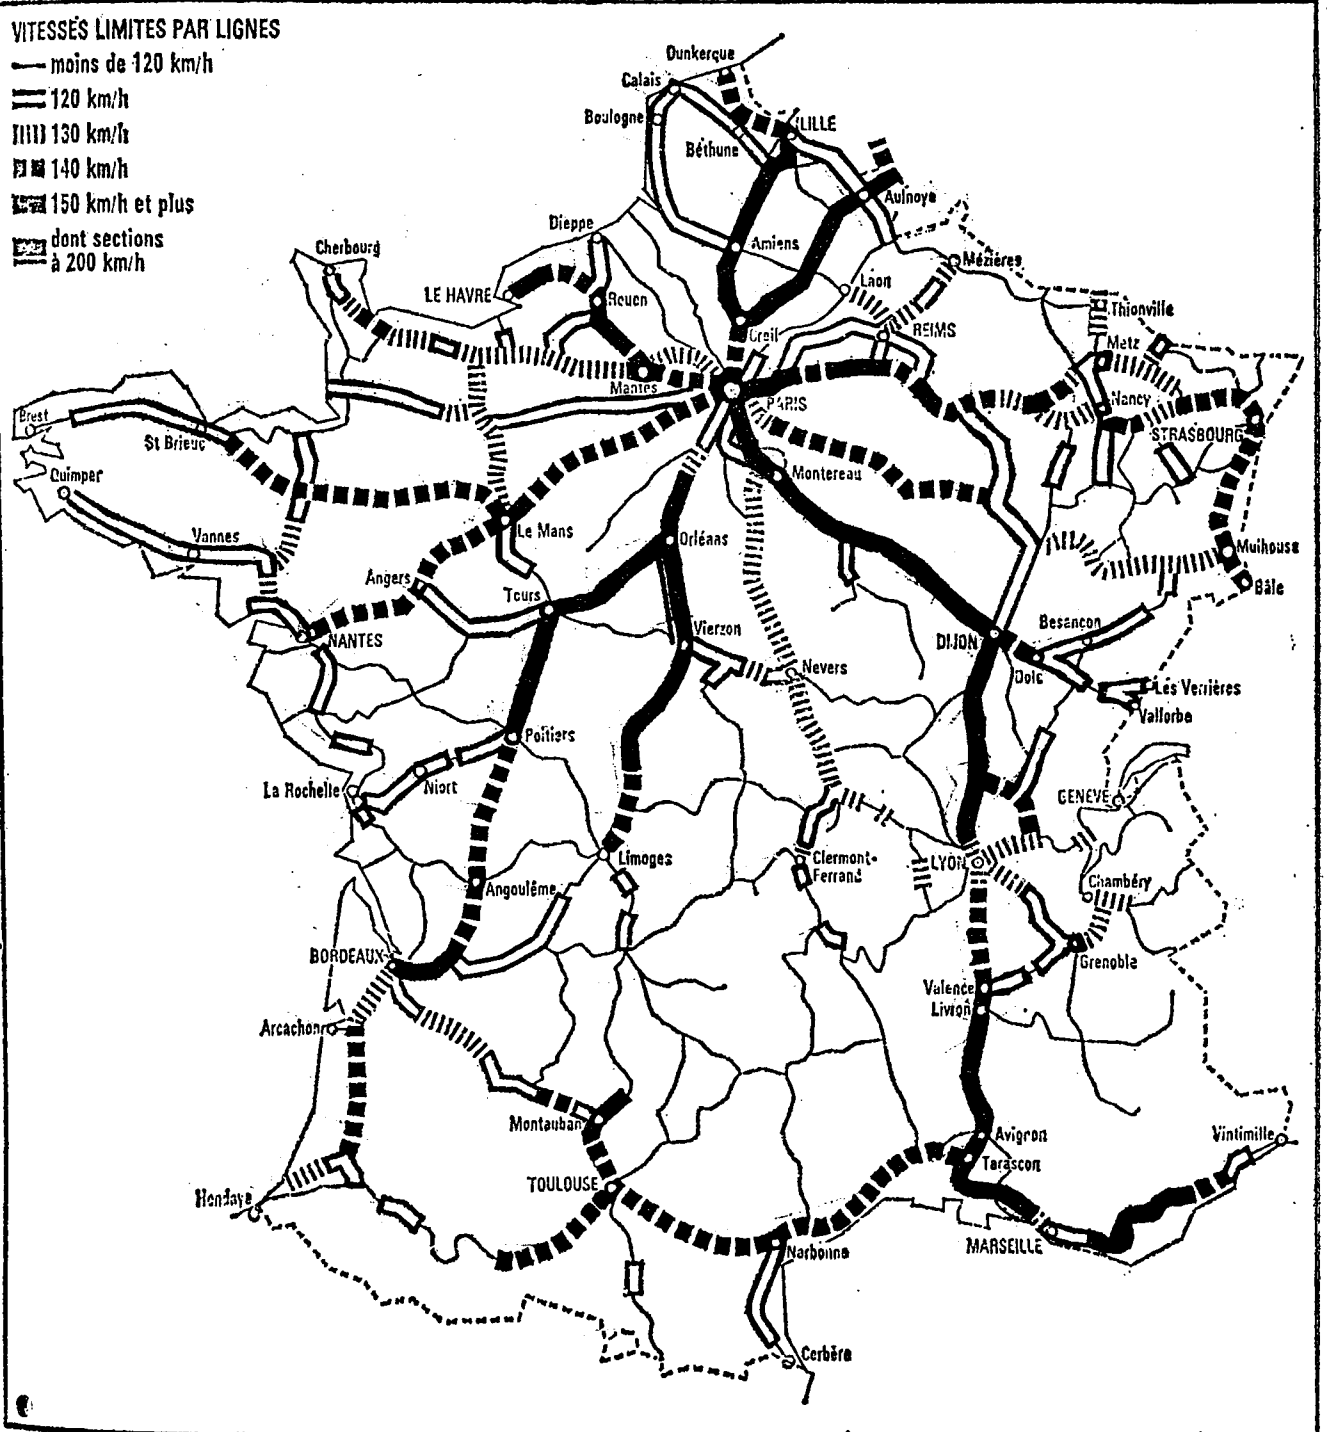 VITESSES LIMITES PAR LIGNES
moins de 120 km/h
120 km/h
130 km/h
140 km/h
150 km/h et plus
dont sections
à 200 km/h
Dunkerque
Calais
Boulogne
LILLE
Béthune
Aulnoye
Dieppe
Amiens
Cherbourg
Mézières
Laon
LE HAVRE
Rouen
Thionville
Creil
REIMS
Metz
Mantes
PARIS
Nancy
Brest
STRASBOURG
St Brieuc
Montereau
Quimper
Le Mans
Vannes
Orléans
Mulhouse
Angers
Bâle
Tours
Besançon
Vierzon
NANTES
DIJON
Nevers
Dole
Les Verrières
Vallorbe
Poitiers
La Rochelle
Niort
GENEVE
Limoges
Clermont-
Ferrand
LYON
Chambéry
Angoulême
BORDEAUX
Grenoble
Valence
Livron
Arcachon
Montauban
Avignon
Vintimille
Tarascon
TOULOUSE
Hendaye
MARSEILLE
Narbonne
Cerbère